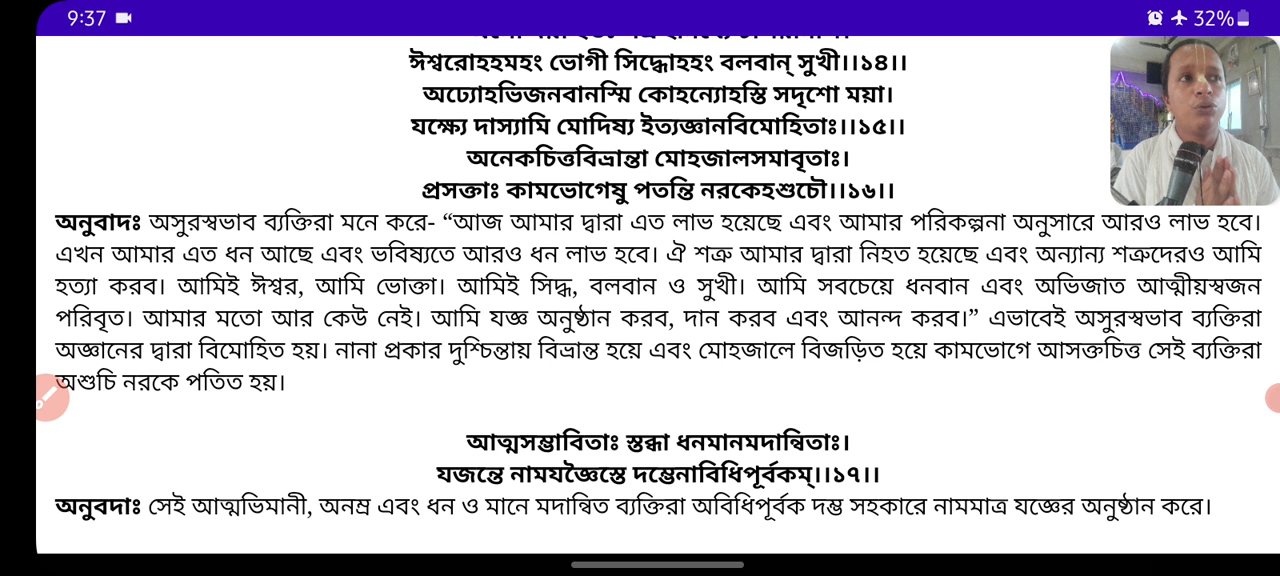 9:37
32%
ঈশ্বরোহহমহং ভোগী সিদ্ধোহহং বলবান্ সুখী।।১৪।।
অঢ্যোহভিজনবানস্মি কোহন্যোহস্তি সদৃশো ময়া।
যক্ষ্যে দাস্যামি মোদিষ্য ইত্যজ্ঞানবিমোহিতাঃ।।১৫।।
অনেকচিত্তবিভ্রান্তা মোহজালসমাবৃতাঃ।
প্রসক্তাঃ কামভোগেষু পতন্তি নরকেহশুচৌ।।১৬।।
অনুবাদঃ অসুরস্বভাব ব্যক্তিরা মনে করে- “আজ আমার দ্বারা এত লাভ হয়েছে এবং আমার পরিকল্পনা অনুসারে আরও লাভ হবে।
এখন আমার এত ধন আছে এবং ভবিষ্যতে আরও ধন লাভ হবে। ঐ শত্রু আমার দ্বারা নিহত হয়েছে এবং অন্যান্য শত্রুদেরও আমি
হত্যা করব। আমিই ঈশ্বর, আমি ভোক্তা। আমিই সিদ্ধ, বলবান ও সুখী। আমি সবচেয়ে ধনবান এবং অভিজাত আত্মীয়স্বজন
পরিবৃত। আমার মতো আর কেউ নেই। আমি যজ্ঞ অনুষ্ঠান করব, দান করব এবং আনন্দ করব।” এভাবেই অসুরস্বভাব ব্যক্তিরা
অজ্ঞানের দ্বারা বিমোহিত হয়। নানা প্রকার দুশ্চিন্তায় বিভ্রান্ত হয়ে এবং মোহজালে বিজড়িত হয়ে কামভোগে আসক্তচিত্ত সেই ব্যক্তিরা
অশুচি নরকে পতিত হয়।
আত্মসম্ভাবিতাঃ স্তব্ধা ধনমানমদান্বিতাঃ।
যজন্তে নামযজ্ঞৈস্তে দম্ভেনাবিধিপূর্বকম্।।১৭।।
অনুবদাঃ সেই আত্মভিমানী, অনম্র এবং ধন ও মানে মদান্বিত ব্যক্তিরা অবিধিপূর্বক দম্ভ সহকারে নামমাত্র যজ্ঞের অনুষ্ঠান করে।